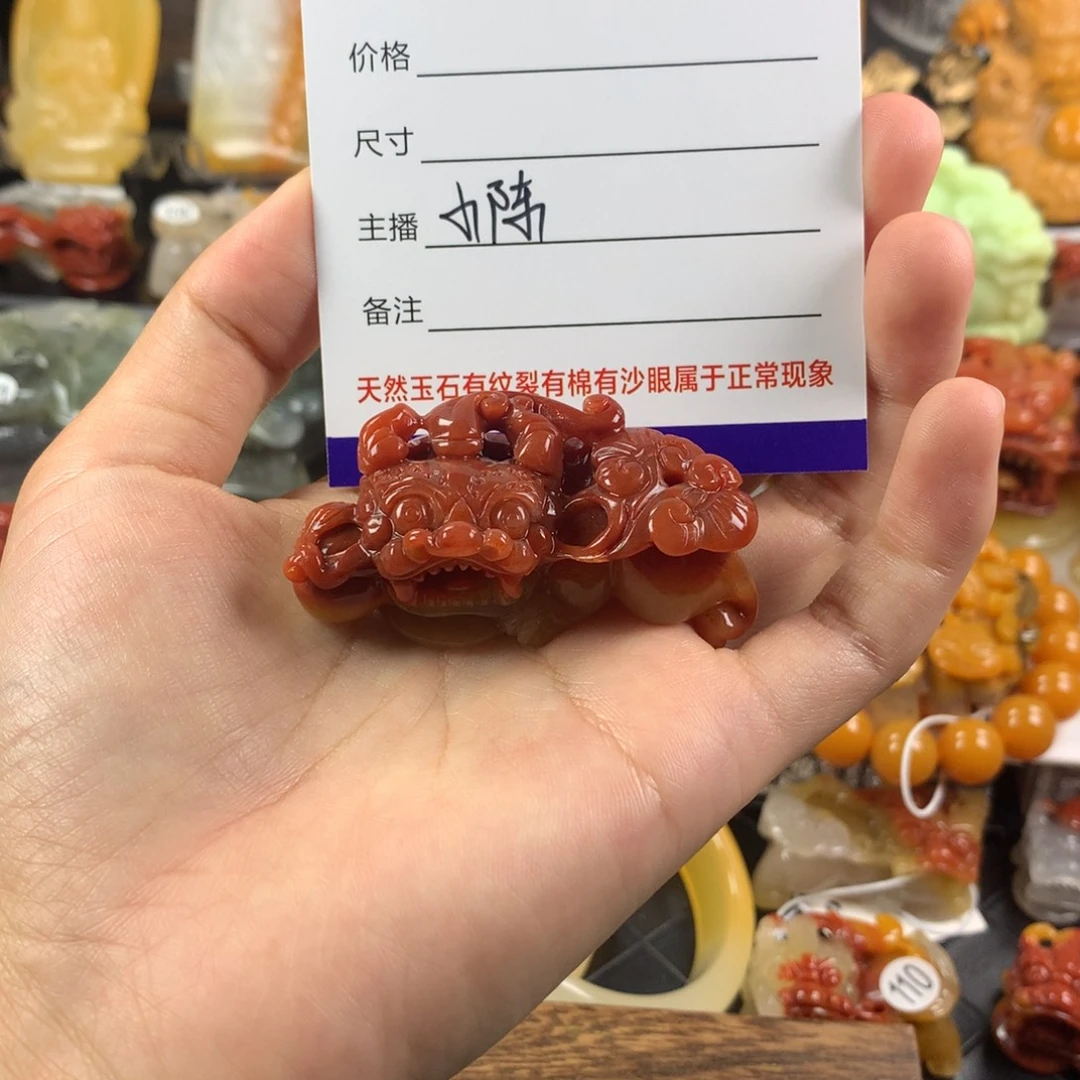 价格
尺寸
主播 小陈
备注
天然玉石有纹裂有棉有沙眼属于正常现象
110